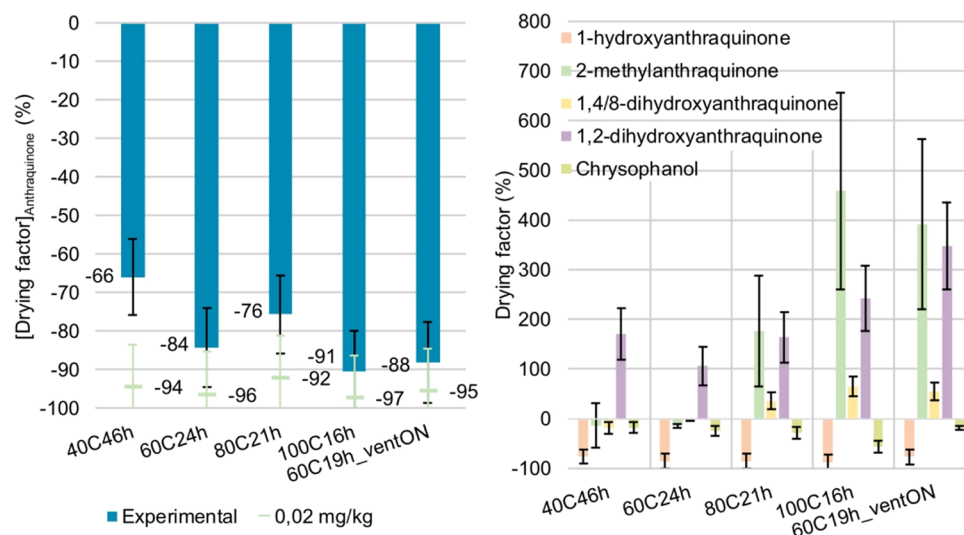 0
-10
-20
-30
-40
-50
-60
-70
-80
-90
-100
[Drying factor]Anthraquinone (%)
-66
-84
-76
-91
-88
-94
-96
-92
-97
-95
40C46h
60C24h
80C21h
100C16h
60C19h_ventON
Experimental
0,02 mg/kg
800
700
600
500
400
300
200
100
0
-100
Drying factor (%)
1-hydroxyanthraquinone
2-methylanthraquinone
1,4/8-dihydroxyanthraquinone
1,2-dihydroxyanthraquinone
Chrysophanol
40C46h
60C24h
80C21h
100C16h
60C19h_ventON